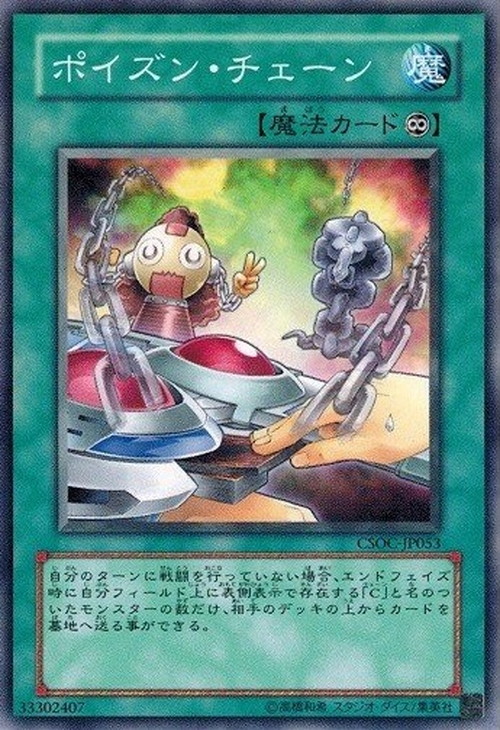 ポイズン・チェーン
魔
【魔法カード∞】
CSOC-JP053
自分のターンに戦闘を行っていない場合、エンドフェイズ
時に自分フィールド上に表側表示で存在する「C」と名のつ
いたモンスターの数だけ、相手のデッキの上からカードを
墓地へ送る事ができる。
33302407
©高橋和希 スタジオ・ダイス/集英社